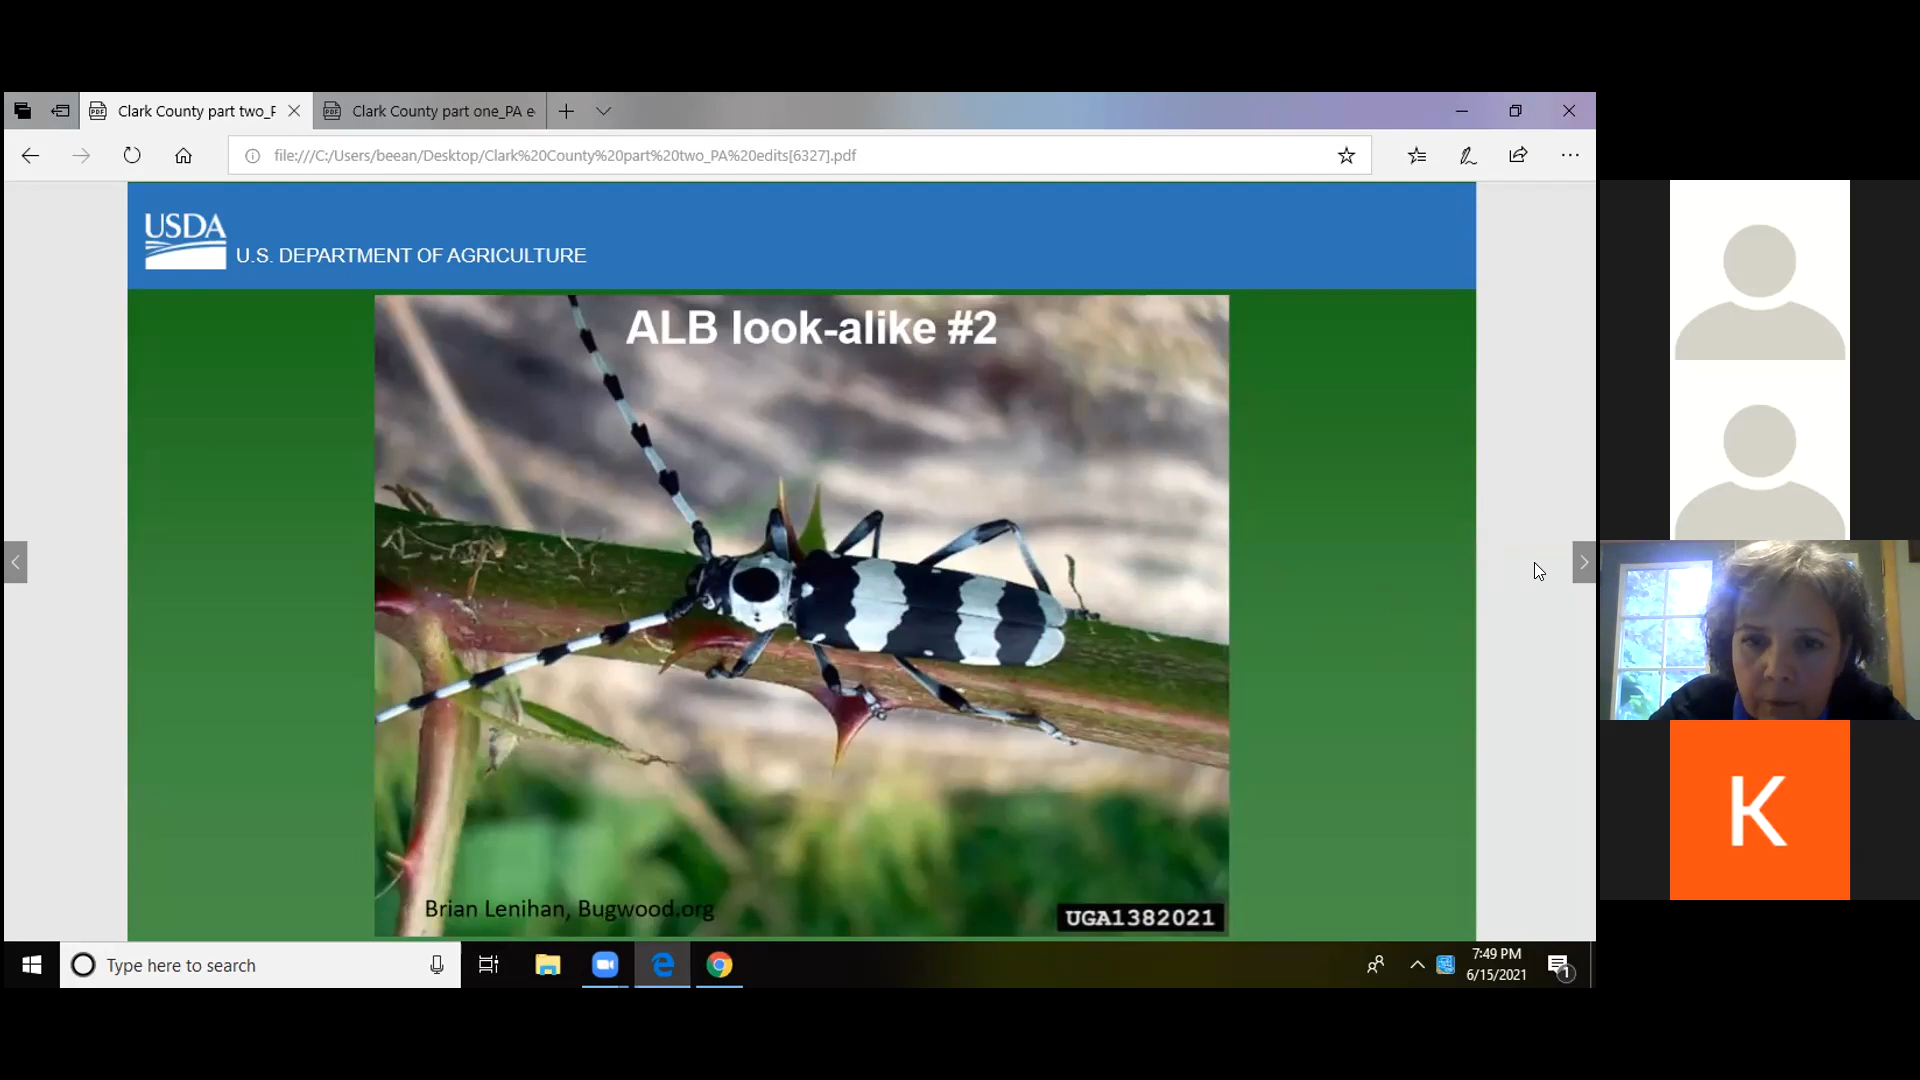 Clark County part two_F
Clark County part one_PA e
file:///C:/Users/beean/Desktop/Clark%20County%20part%20two_PA%20edits[6327].pdf
USDA
U.S. DEPARTMENT OF AGRICULTURE
ALB look-alike #2
Brian Lenihan, Bugwood.org
UGA1382021
K
Type here to search
7:49 PM
6/15/2021
1